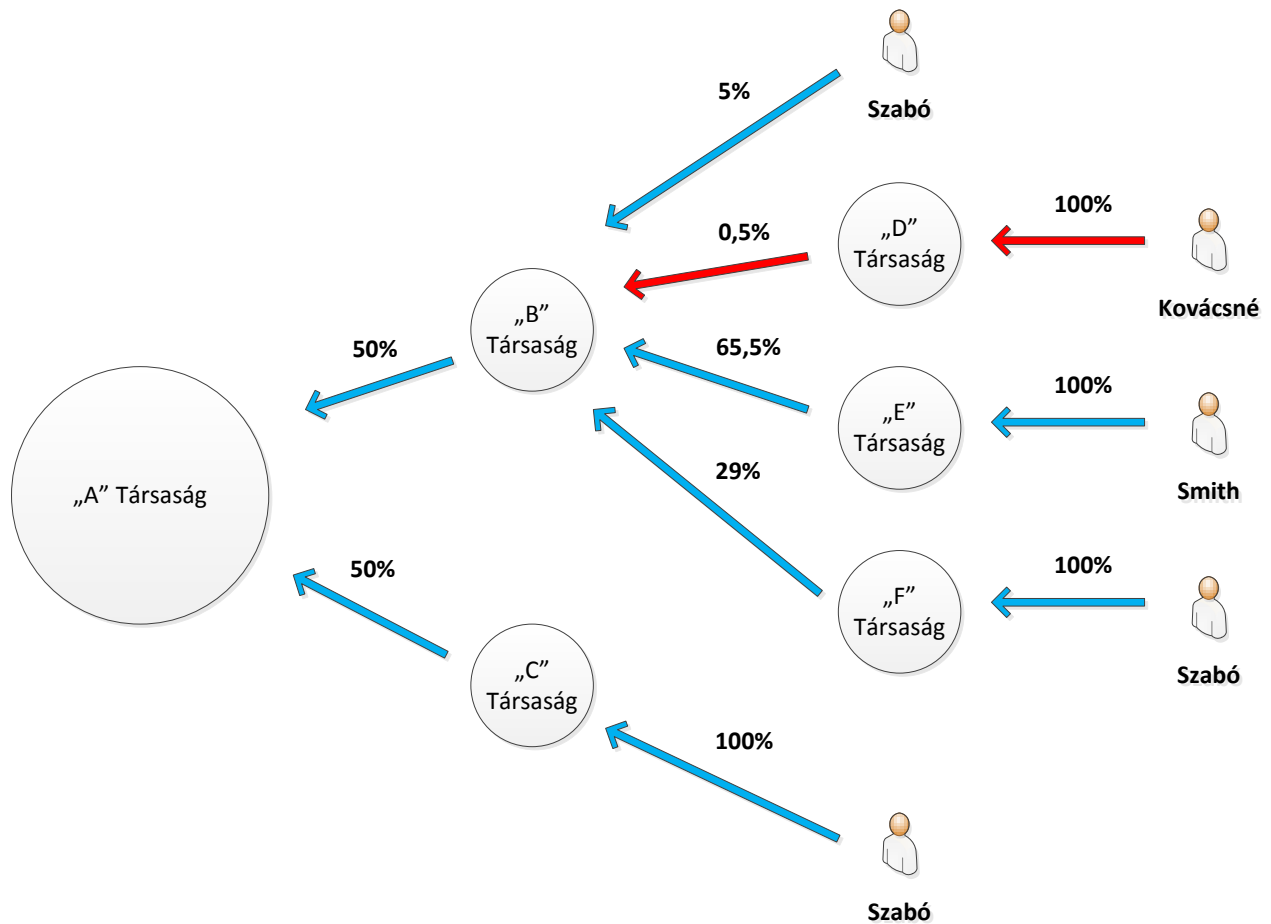 5%
Szabó
„D”
Társaság
100%
0,5%
Kovácsné
„B”
Társaság
50%
65,5%
„E”
Társaság
100%
Smith
29%
„A” Társaság
50%
„F”
Társaság
100%
Szabó
„C”
Társaság
100%
Szabó